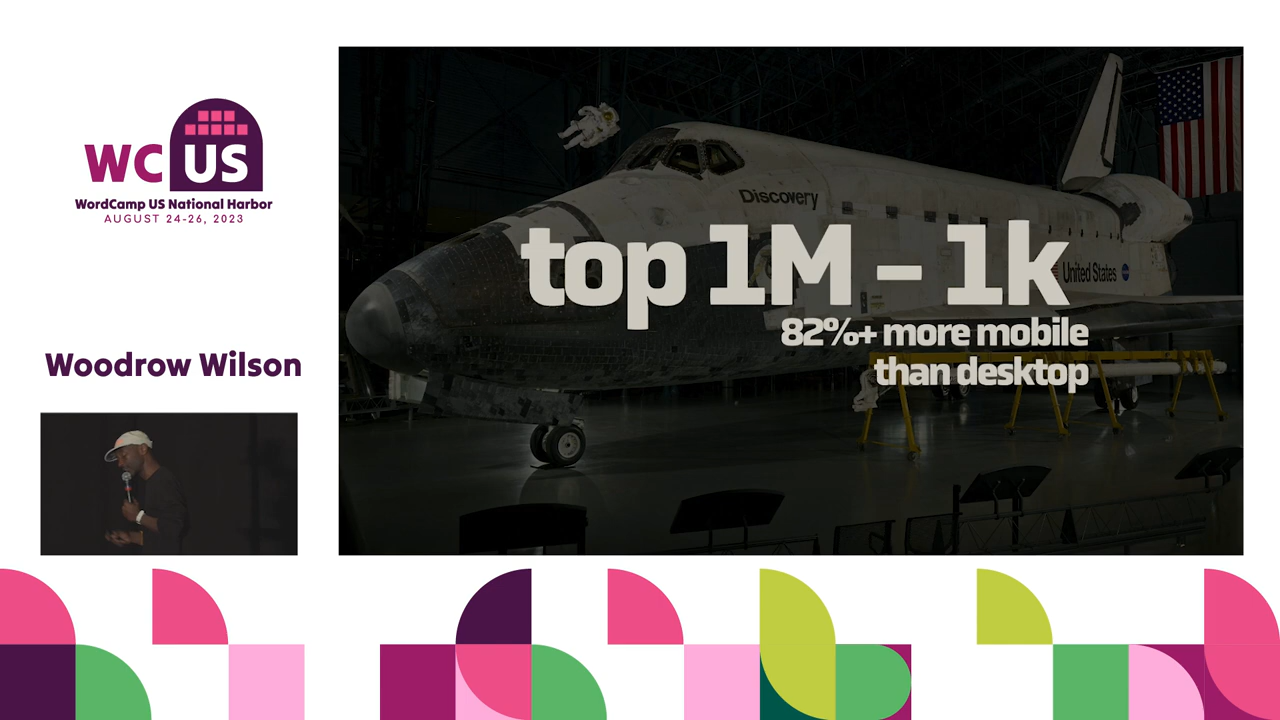 WC US
WordCamp US National Harbor
AUGUST 24-26, 2023
Woodrow Wilson
Discovery
United States
top 1M – 1k
82%+ more mobile
than desktop